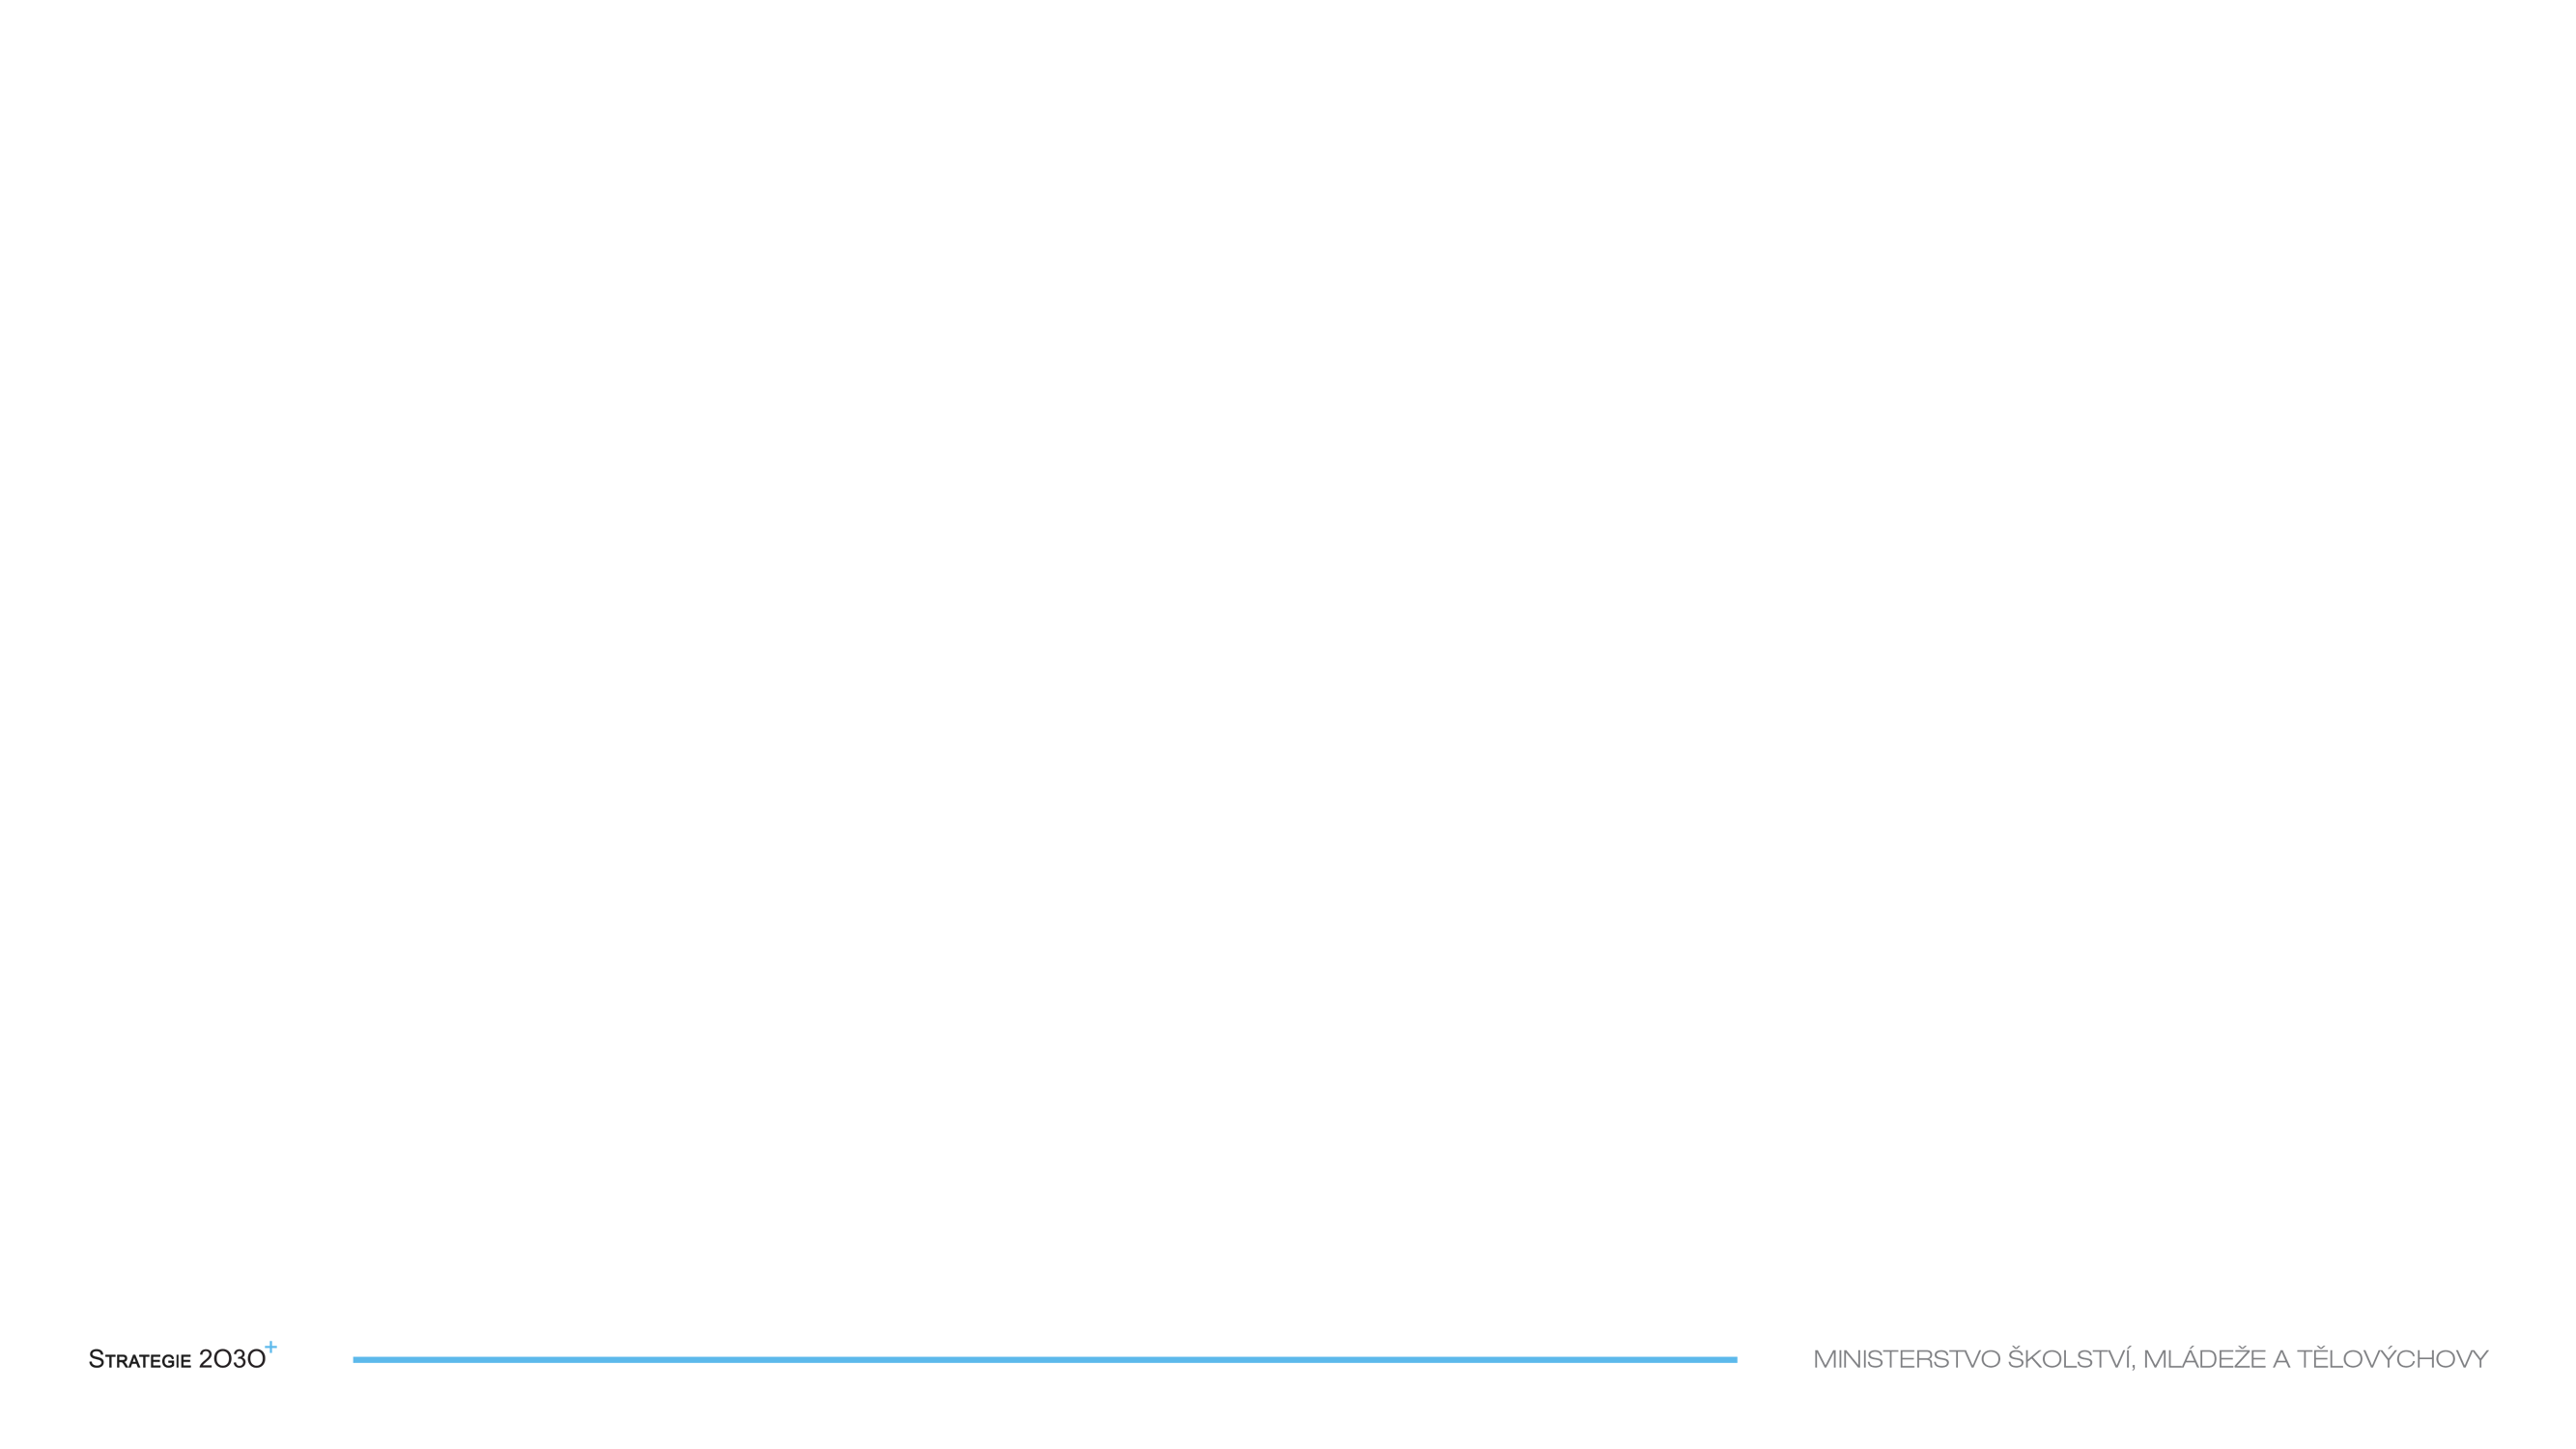 Strategie 2030+
MINISTERSTVO ŠKOLSTVÍ, MLÁDEŽE A TĚLOVÝCHOVY